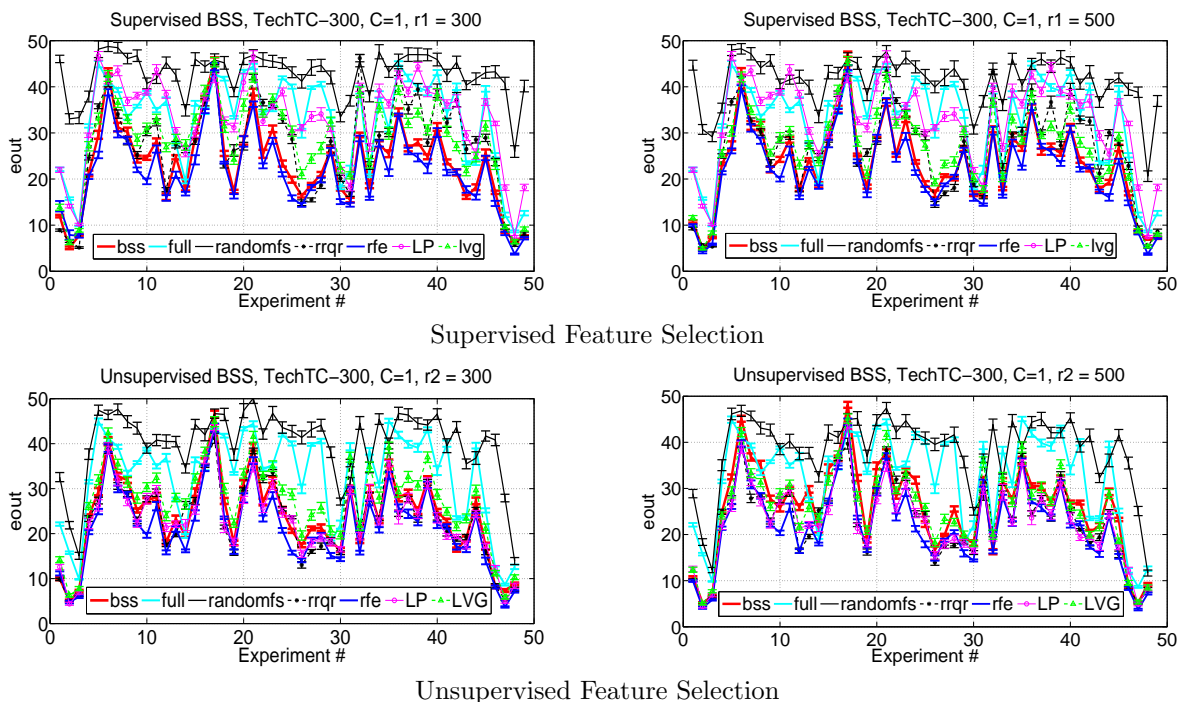 Supervised BSS, TechTC−300, C=1, r1 = 300
eout
50
40
30
20
10
0
bss full randomfs rrqr rfe LP lvg
0 10 20 30 40 50
Experiment #
Supervised BSS, TechTC−300, C=1, r1 = 500
eout
50
40
30
20
10
0
bss full randomfs rrqr rfe LP lvg
0 10 20 30 40 50
Experiment #
Supervised Feature Selection
Unsupervised BSS, TechTC−300, C=1, r2 = 300
eout
50
40
30
20
10
0
bss full randomfs rrqr rfe LP LVG
0 10 20 30 40 50
Experiment #
Unsupervised BSS, TechTC−300, C=1, r2 = 500
eout
50
40
30
20
10
0
bss full randomfs rrqr rfe LP LVG
0 10 20 30 40 50
Experiment #
Unsupervised Feature Selection